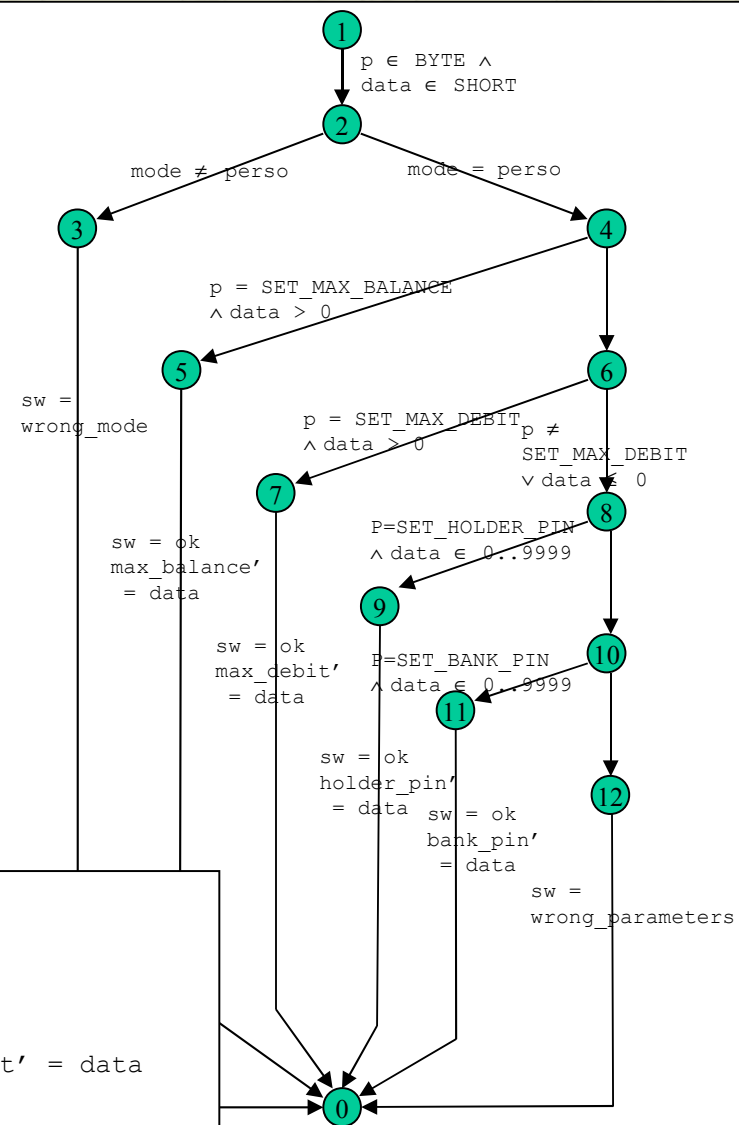 1
p ∈ BYTE ∧
data ∈ SHORT
2
mode ≠ perso
mode = perso
3
4
p = SET_MAX_BALANCE
∧ data > 0
5
6
sw =
wrong_mode
p = SET_MAX_DEBIT
∧ data > 0
p ≠
SET_MAX_DEBIT
∨ data ≤ 0
7
8
P=SET_HOLDER_PIN
∧ data ∈ 0..9999
sw = ok
max_balance’
= data
9
sw = ok
max_debit’
= data
10
P=SET_BANK_PIN
∧ data ∈ 0..9999
11
sw = ok
holder_pin’
= data
12
sw = ok
bank_pin’
= data
sw =
wrong_parameters
t’ = data
0